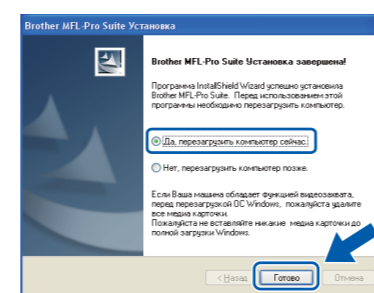 Brother MFL-Pro Suite Установка
Brother MFL-Pro Suite Установка завершена!
Программа InstallShield Wizard успешно установила
Brother MFL-Pro Suite. Перед использованием этой
программы необходимо перезагрузить компьютер.
Да, перезагрузить компьютер сейчас.
Нет, перезагрузить компьютер позже.
Если Ваша машина обладает функцией видеозахвата,
перед перезагрузкой ОС Windows, пожалуйста удалите
все медиа карточки.
Пожалуйста не вставляйте никакие медиа карточки до
полной загрузки Windows.
< Назад Готово Отмена